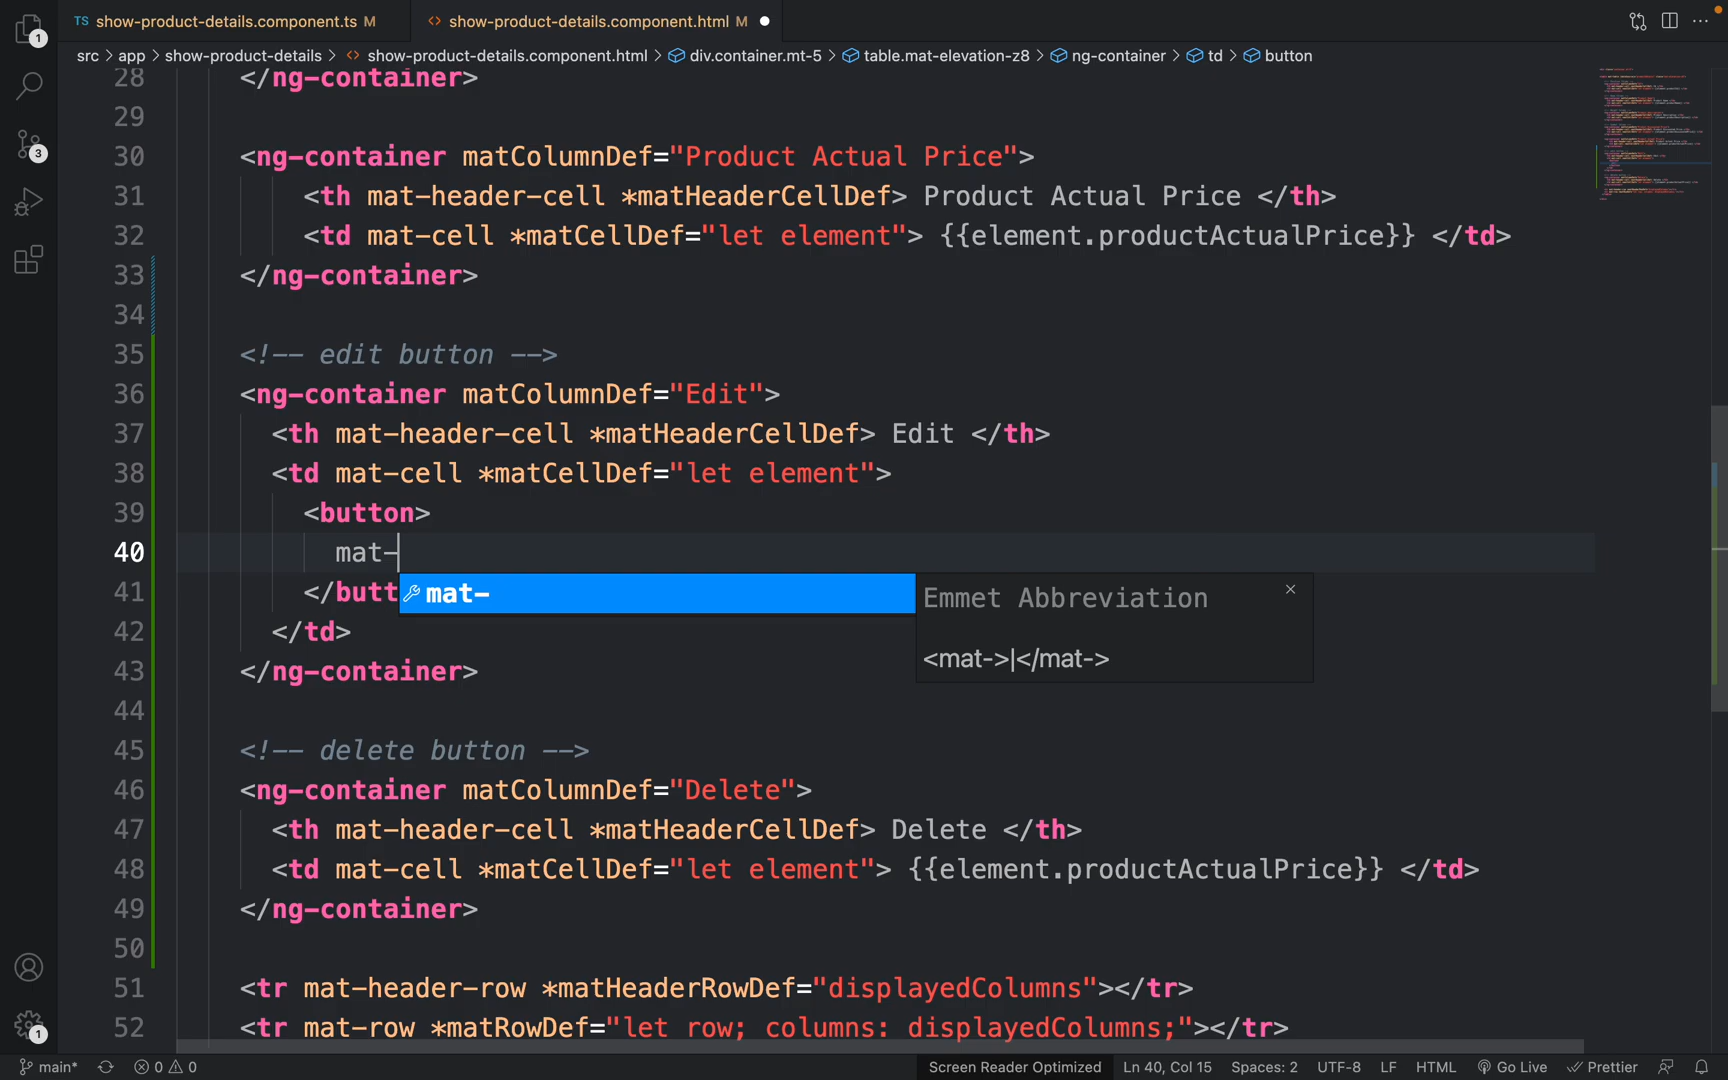 TS show-product-details.component.ts M
<> show-product-details.component.html M
src > app > show-product-details > <> show-product-details.component.html > div.container.mt-5 > table.mat-elevation-z8 > ng-container > td > button
28 </ng-container>
29
30 <ng-container matColumnDef="Product Actual Price">
31 <th mat-header-cell *matHeaderCellDef> Product Actual Price </th>
32 <td mat-cell *matCellDef="let element"> {{element.productActualPrice}} </td>
33 </ng-container>
34
35 <!-- edit button -->
36 <ng-container matColumnDef="Edit">
37 <th mat-header-cell *matHeaderCellDef> Edit </th>
38 <td mat-cell *matCellDef="let element">
39 <button>
40 mat-
41 </butt
mat-
Emmet Abbreviation
<mat->|</mat->
42 </td>
43 </ng-container>
44
45 <!-- delete button -->
46 <ng-container matColumnDef="Delete">
47 <th mat-header-cell *matHeaderCellDef> Delete </th>
48 <td mat-cell *matCellDef="let element"> {{element.productActualPrice}} </td>
49 </ng-container>
50
51 <tr mat-header-row *matHeaderRowDef="displayedColumns"></tr>
52 <tr mat-row *matRowDef="let row; columns: displayedColumns;"></tr>
1
3
1
main* 0 0 Screen Reader Optimized Ln 40, Col 15 Spaces: 2 UTF-8 LF HTML Go Live Prettier